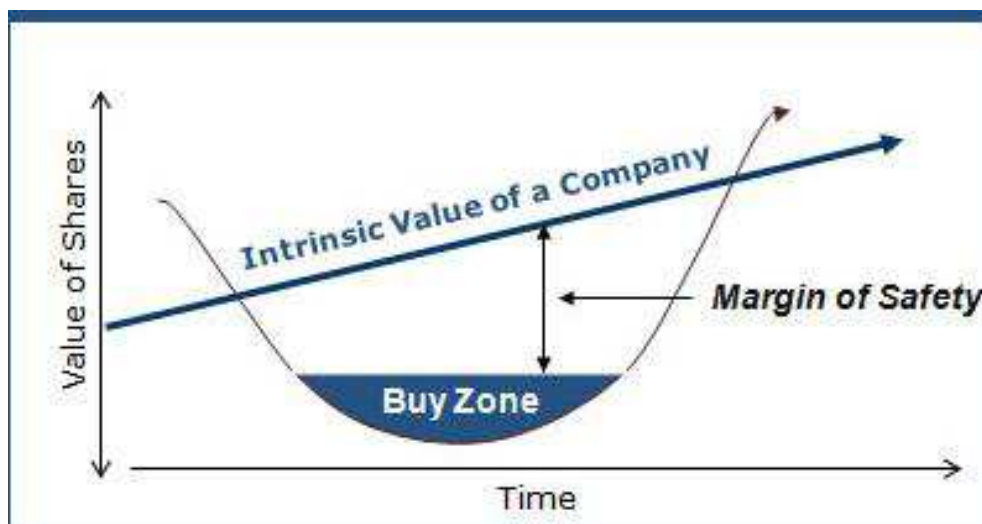 Value of Shares
Intrinsic Value of a Company
Margin of Safety
Buy Zone
Time